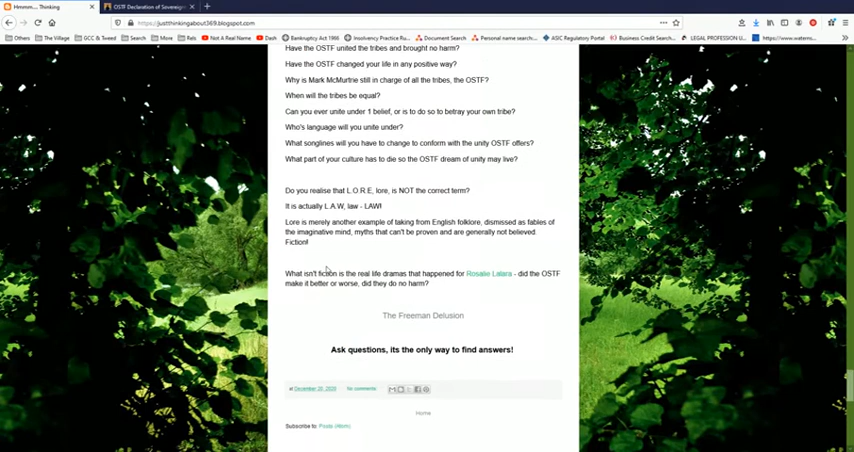 Hmmm.... Thinking
OSTF Declaration of Sovereign
https://justthinkingabout369.blogspot.com
Others
The Village
GCC & Tweed
Search
More
RLs
Not A Real Name
Dash
Bankruptcy Act 1966
Insolvency Practice Ru...
Document Search
Personal name search...
ASIC Regulatory Portal
Business Credit Search...
LEGAL PROFESSION U...
https://www.waterns...
Have the OSTF united the tribes and brought no harm?
Have the OSTF changed your life in any positive way?
Why is Mark McMurtrie still in charge of all the tribes, the OSTF?
When will the tribes be equal?
Can you ever unite under 1 belief, or is to do so to betray your own tribe?
Who's language will you unite under?
What songlines will you have to change to conform with the unity OSTF offers?
What part of your culture has to die so the OSTF dream of unity may live?
Do you realise that L.O.R.E, lore, is NOT the correct term?
It is actually L.A.W, law - LAW!
Lore is merely another example of taking from English folklore, dismissed as fables of
the imaginative mind, myths that can't be proven and are generally not believed.
Fiction!
What isn't fiction is the real life dramas that happened for Rosalie Lalara - did the OSTF
make it better or worse, did they do no harm?
The Freeman Delusion
Ask questions, its the only way to find answers!
at December 20, 2020
No comments:
Home
Subscribe to: Posts (Atom)